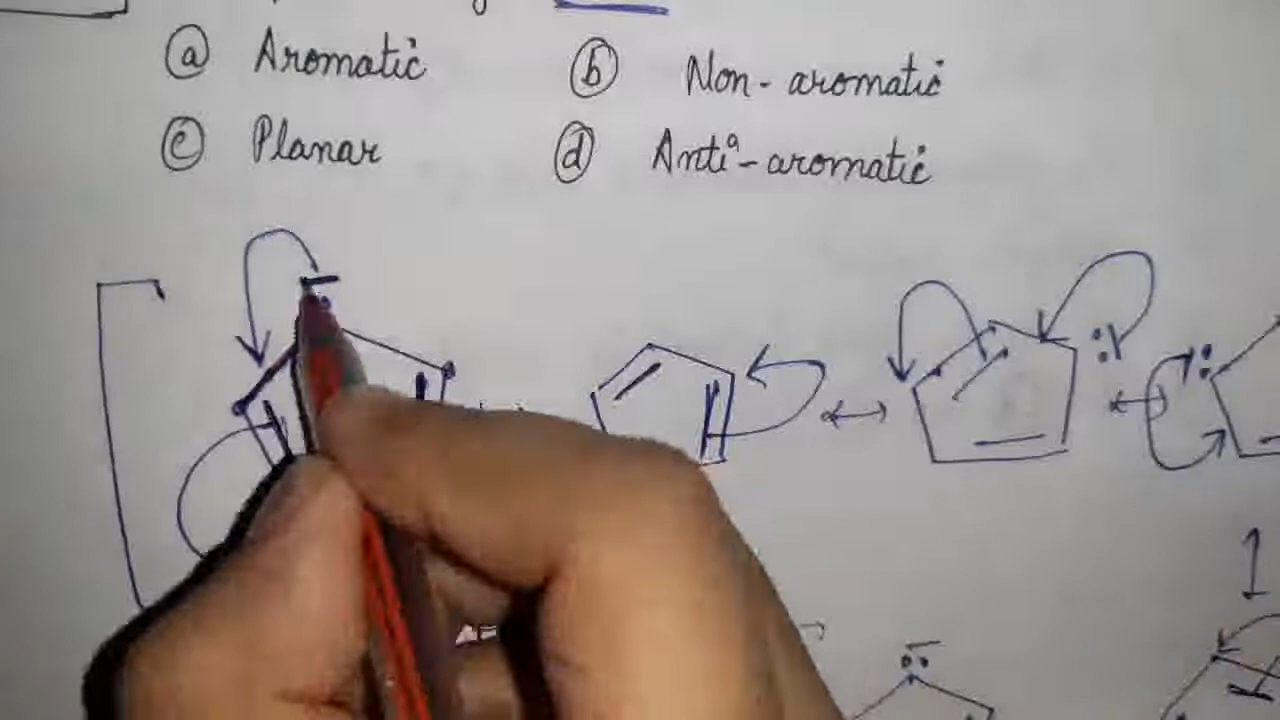 ⓐ Aromatic ⓑ Non-aromatic
ⓒ Planar ⓓ Anti-aromatic